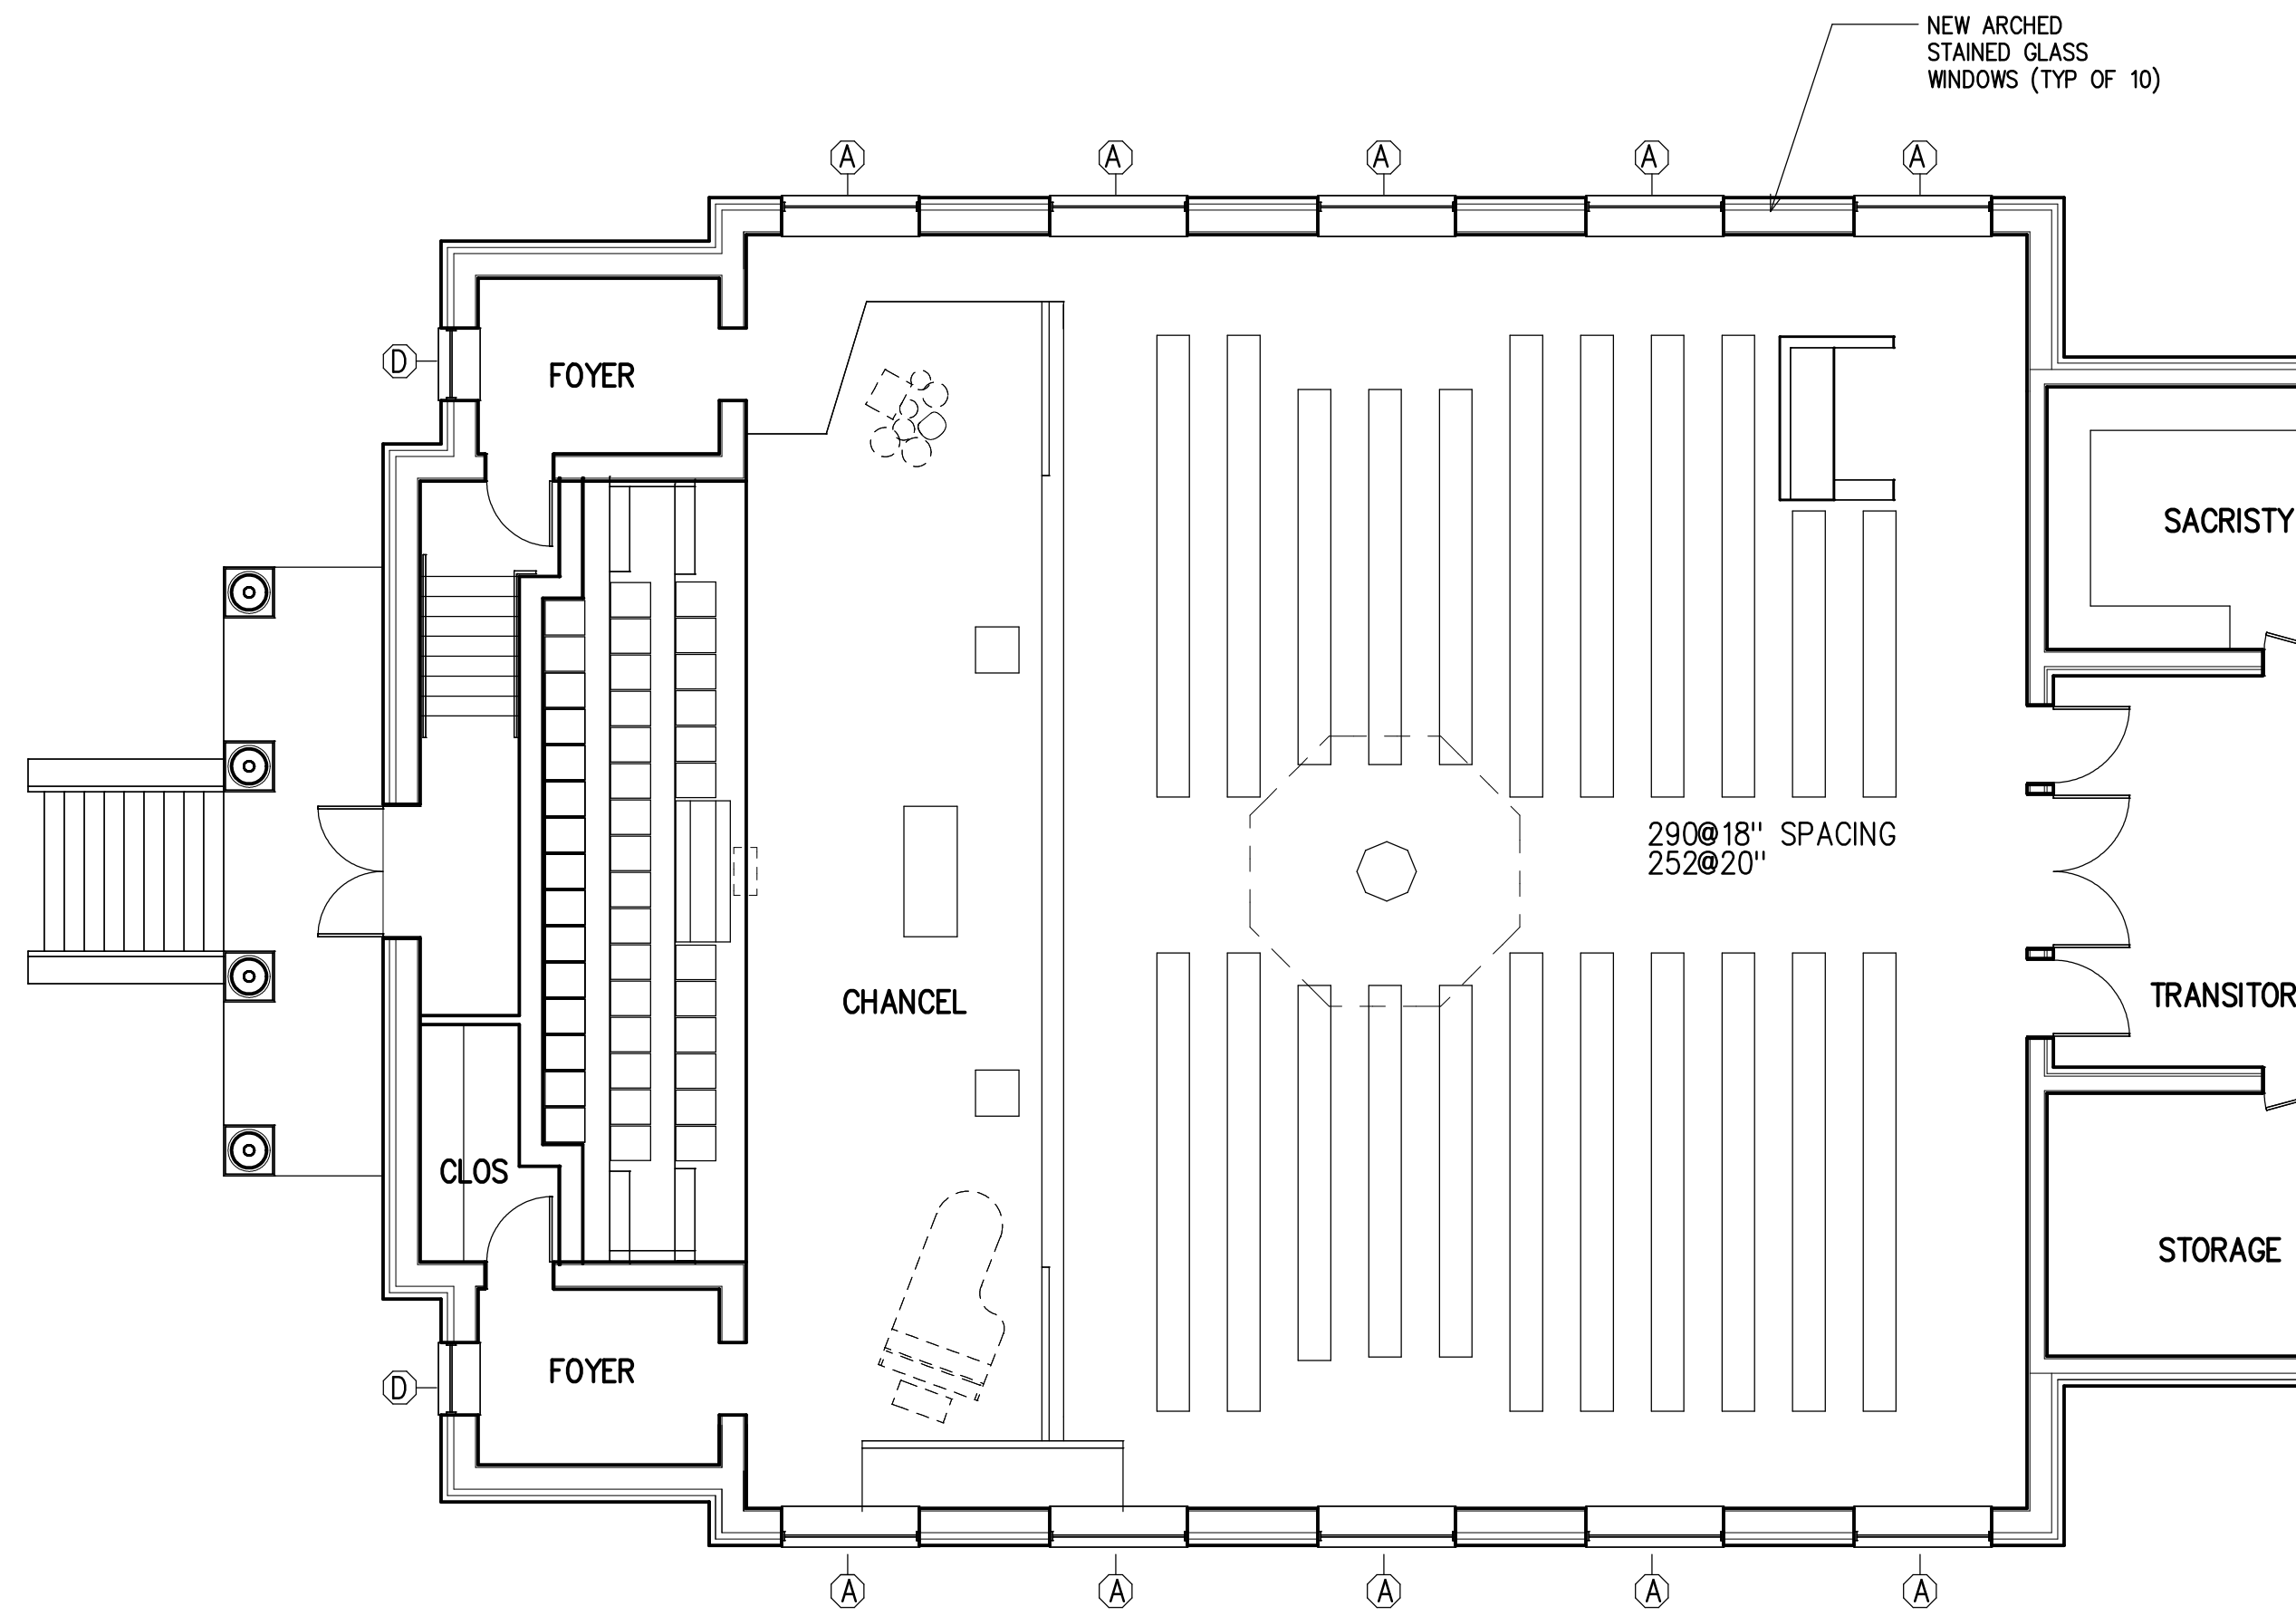 NEW ARCHED
STAINED GLASS
WINDOWS (TYP OF 10)
A
A
A
A
A
D
FOYER
SACRISTY
290@18" SPACING
252@20"
CHANCEL
TRANSITOR
CLOS
STORAGE
FOYER
D
A
A
A
A
A